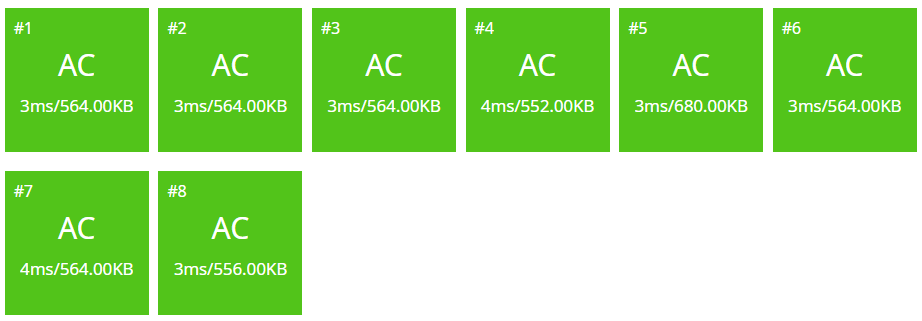 #1 #2 #3 #4 #5 #6
AC AC AC AC AC AC
3ms/564.00KB 3ms/564.00KB 3ms/564.00KB 4ms/552.00KB 3ms/680.00KB 3ms/564.00KB
#7 #8
AC AC
4ms/564.00KB 3ms/556.00KB